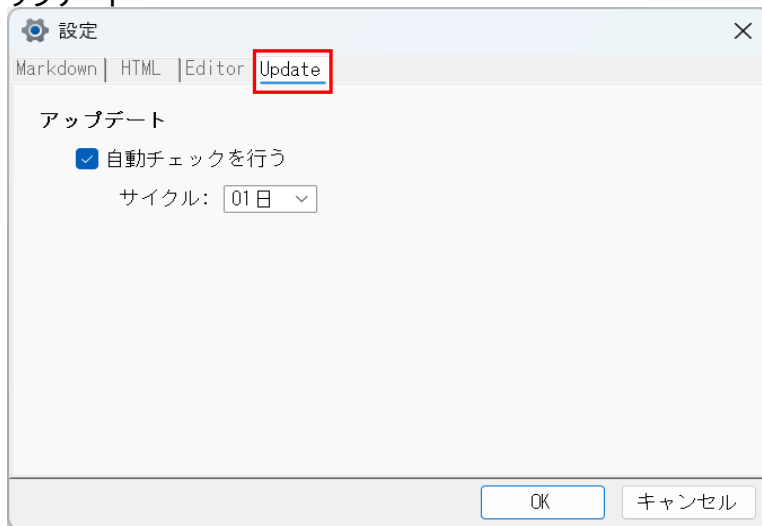 設定
Markdown HTML Editor Update
アップデート
自動チェックを行う
サイクル: 01日
OK キャンセル